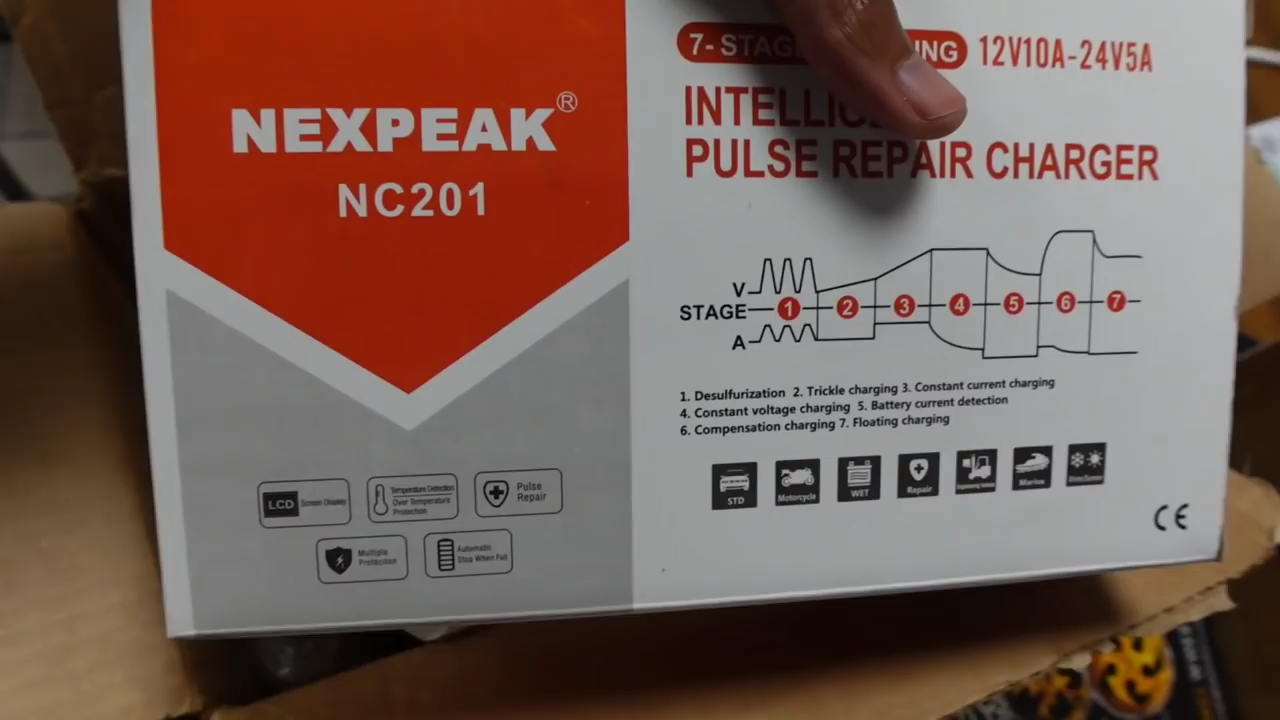 NEXPEAK®
NC201
LCD Screen Display
Temperature Detection
Over Temperature
Protection
Pulse
Repair
Multiple
Protection
Automatic
Stop When Full
7- STAG ING 12V10A-24V5A
INTELLIG
PULSE REPAIR CHARGER
V
STAGE 1 2 3 4 5 6 7
A
1. Desulfurization 2. Trickle charging 3. Constant current charging
4. Constant voltage charging 5. Battery current detection
6. Compensation charging 7. Floating charging
STD Motorcycle WET Repair Marine
CE